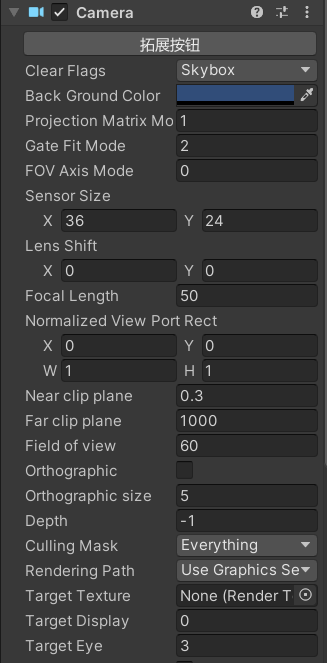 Camera
拓展按钮
Clear Flags Skybox
Back Ground Color
Projection Matrix Mo 1
Gate Fit Mode 2
FOV Axis Mode 0
Sensor Size
X 36 Y 24
Lens Shift
X 0 Y 0
Focal Length 50
Normalized View Port Rect
X 0 Y 0
W 1 H 1
Near clip plane 0.3
Far clip plane 1000
Field of view 60
Orthographic
Orthographic size 5
Depth -1
Culling Mask Everything
Rendering Path Use Graphics Se
Target Texture None (Render T
Target Display 0
Target Eye 3